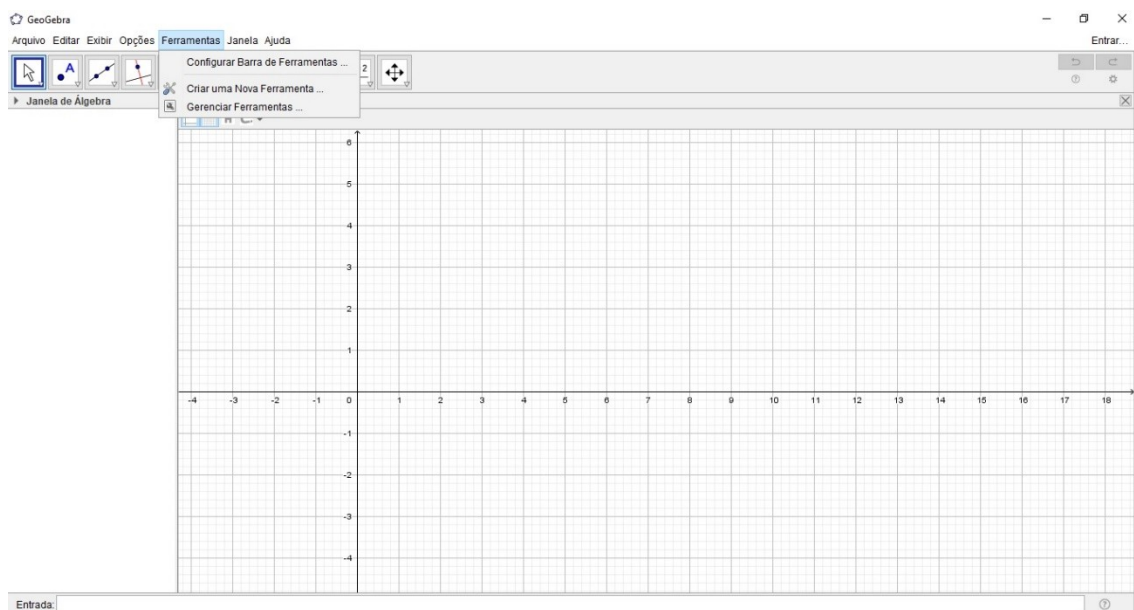 GeoGebra
Arquivo Editar Exibir Opções Ferramentas Janela Ajuda Entrar...
Configurar Barra de Ferramentas ...
A 2
Criar uma Nova Ferramenta ...
Janela de Álgebra
Gerenciar Ferramentas ...
6
5
4
3
2
1
-4 -3 -2 -1 0 1 2 3 4 5 6 7 8 9 10 11 12 13 14 15 16 17 18
-1
-2
-3
-4
Entrada: